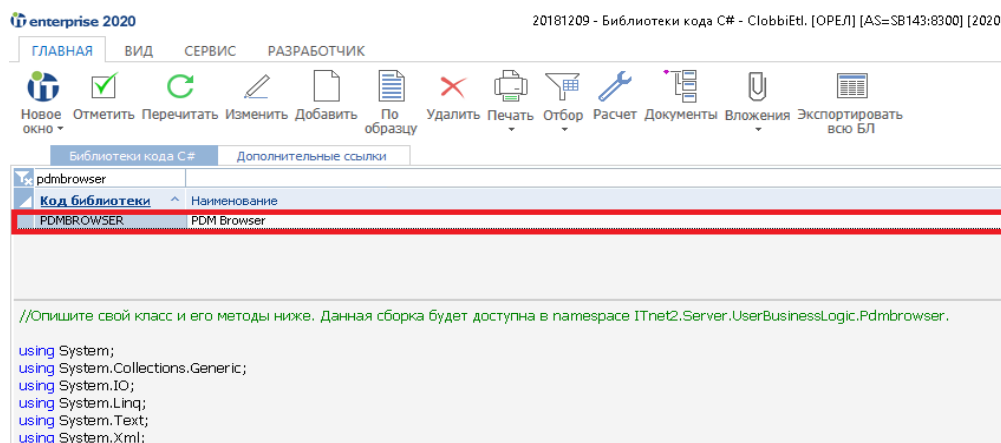 iт enterprise 2020
20181209 - Библиотеки кода C# - ClobbiEtl. [ОРЕЛ] [AS=SB143:8300] [2020
ГЛАВНАЯ ВИД СЕРВИС РАЗРАБОТЧИК
Новое окно Отметить Перечитать Изменить Добавить По образцу Удалить Печать Отбор Расчет Документы Вложения Экспортировать всю БЛ
Библиотеки кода C# Дополнительные ссылки
pdmbrowser
Код библиотеки Наименование
PDMBROWSER PDM Browser
//Опишите свой класс и его методы ниже. Данная сборка будет доступна в namespace ITnet2.Server.UserBusinessLogic.Pdmbrowser.
using System;
using System.Collections.Generic;
using System.IO;
using System.Linq;
using System.Text;
using System.Xml;